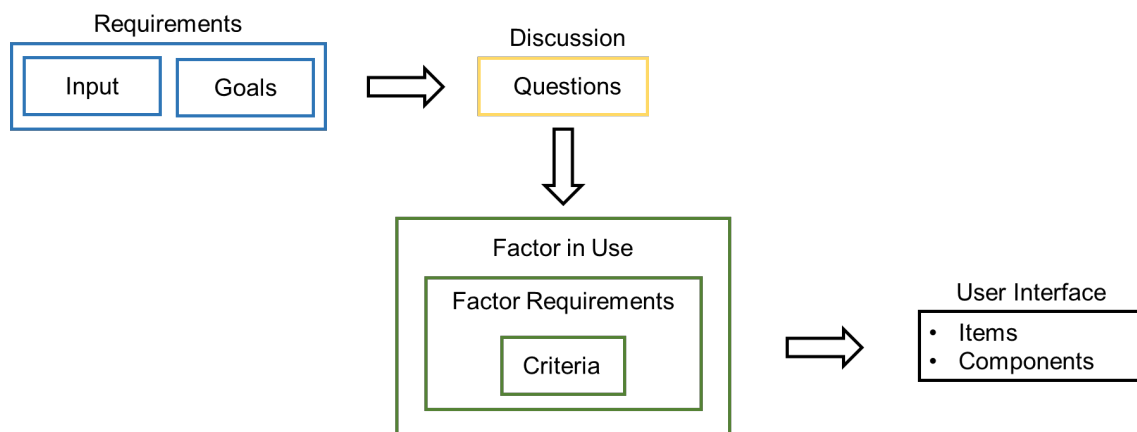 Requirements
Input
Goals
Discussion
Questions
Factor in Use
Factor Requirements
Criteria
User Interface
• Items
• Components